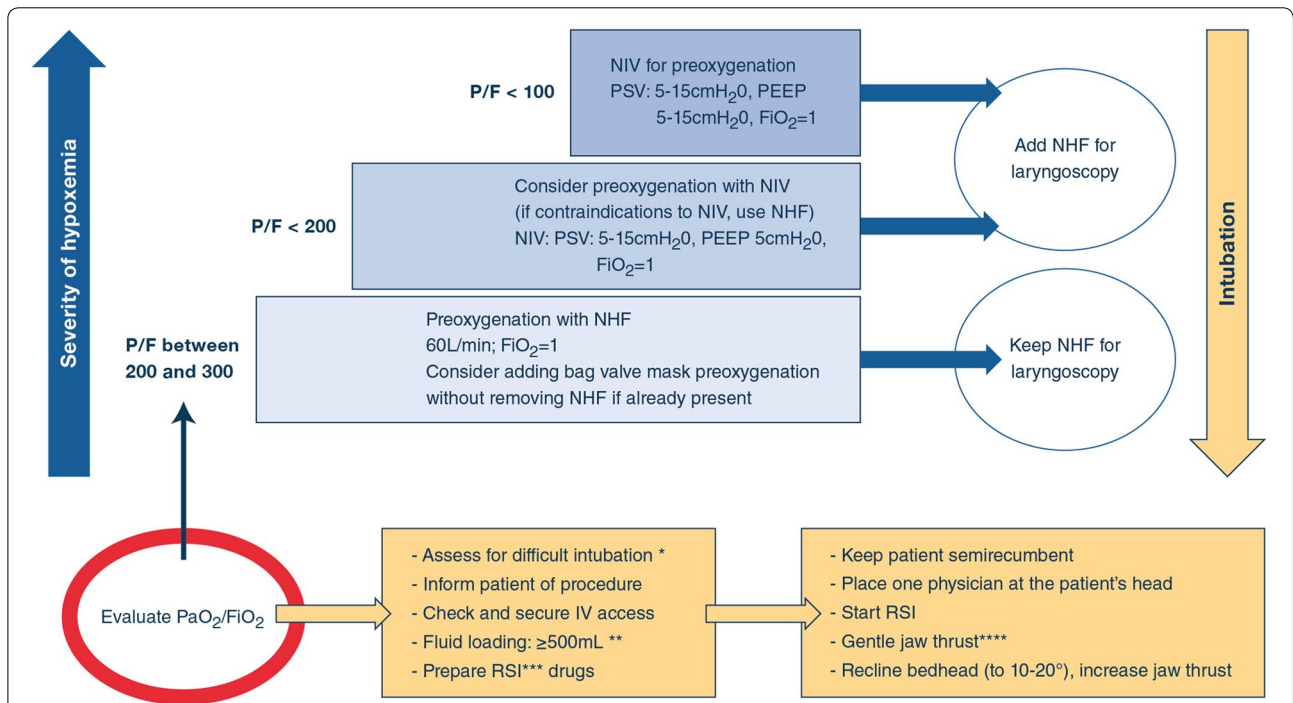 Severity of hypoxemia
P/F < 100
NIV for preoxygenation
PSV: 5-15cmH₂0, PEEP
5-15cmH₂0, FiO₂=1
Add NHF for
laryngoscopy
P/F < 200
Consider preoxygenation with NIV
(if contraindications to NIV, use NHF)
NIV: PSV: 5-15cmH₂0, PEEP 5cmH₂0,
FiO₂=1
P/F between
200 and 300
Preoxygenation with NHF
60L/min; FiO₂=1
Consider adding bag valve mask preoxygenation
without removing NHF if already present
Keep NHF for
laryngoscopy
Intubation
Evaluate PaO₂/FiO₂
- Assess for difficult intubation *
- Inform patient of procedure
- Check and secure IV access
- Fluid loading: ≥500mL **
- Prepare RSI*** drugs
- Keep patient semirecumbent
- Place one physician at the patient's head
- Start RSI
- Gentle jaw thrust****
- Recline bedhead (to 10-20°), increase jaw thrust